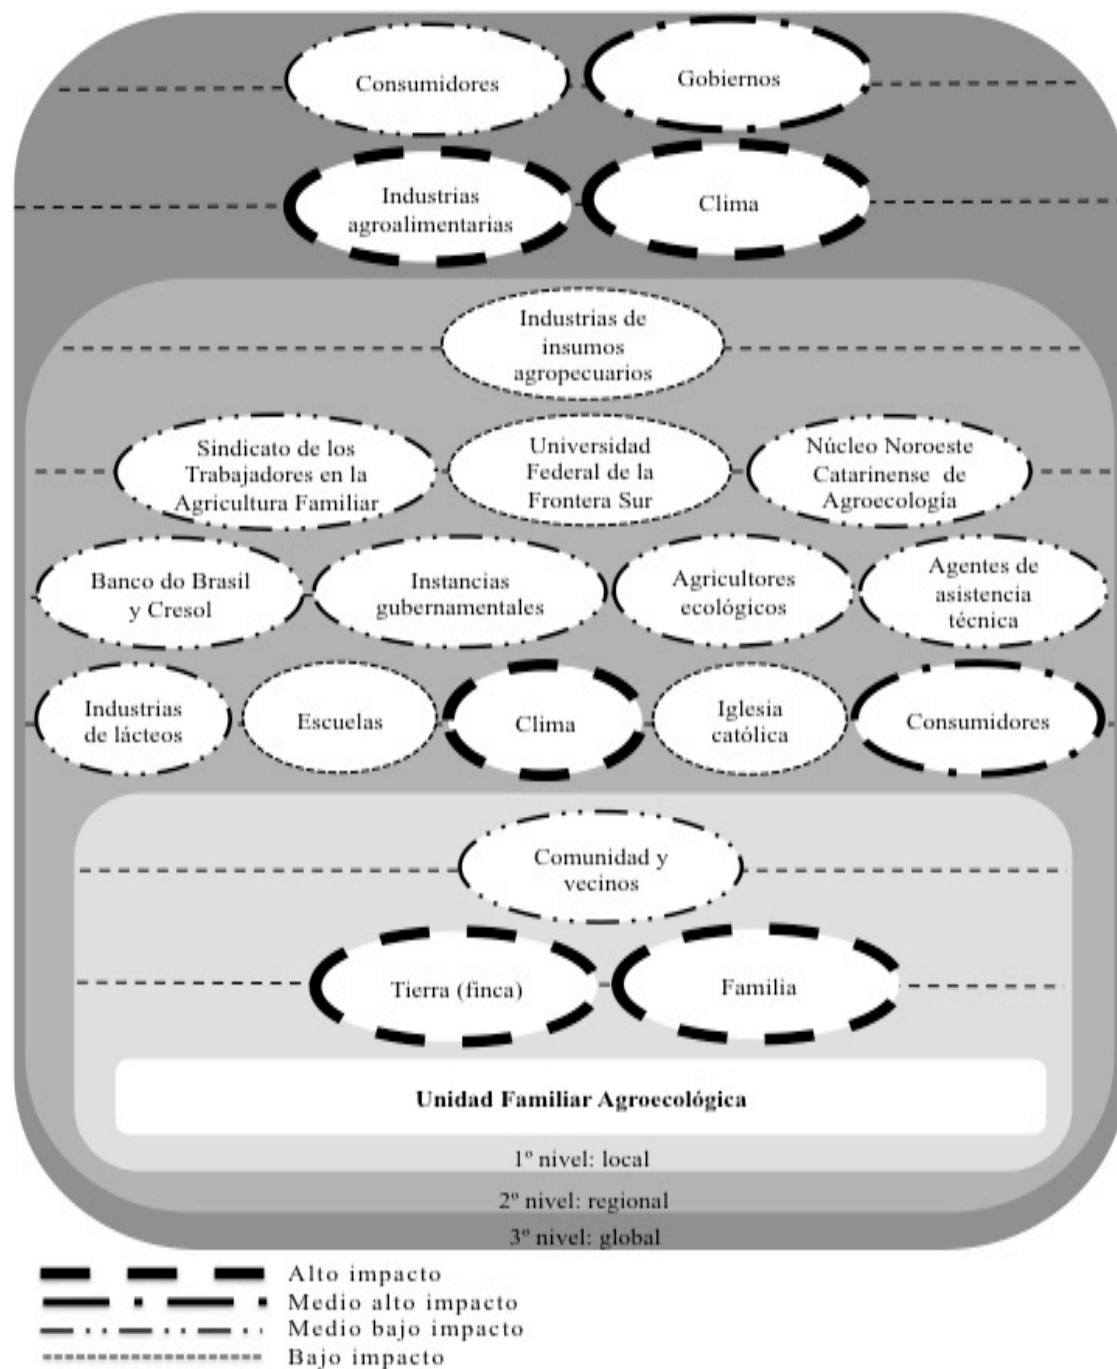 Consumidores
Gobiernos
Industrias
agroalimentarias
Clima
Industrias de
insumos
agropecuarios
Sindicato de los
Trabajadores en la
Agricultura Familiar
Universidad
Federal de la
Frontera Sur
Núcleo Noroeste
Catarinense de
Agroecología
Banco do Brasil
y Cresol
Instancias
gubernamentales
Agricultores
ecológicos
Agentes de
asistencia
técnica
Industrias
de lácteos
Escuelas
Clima
Iglesia
católica
Consumidores
Comunidad y
vecinos
Tierra (finca)
Familia
Unidad Familiar Agroecológica
1º nivel: local
2º nivel: regional
3º nivel: global
Alto impacto
Medio alto impacto
Medio bajo impacto
Bajo impacto